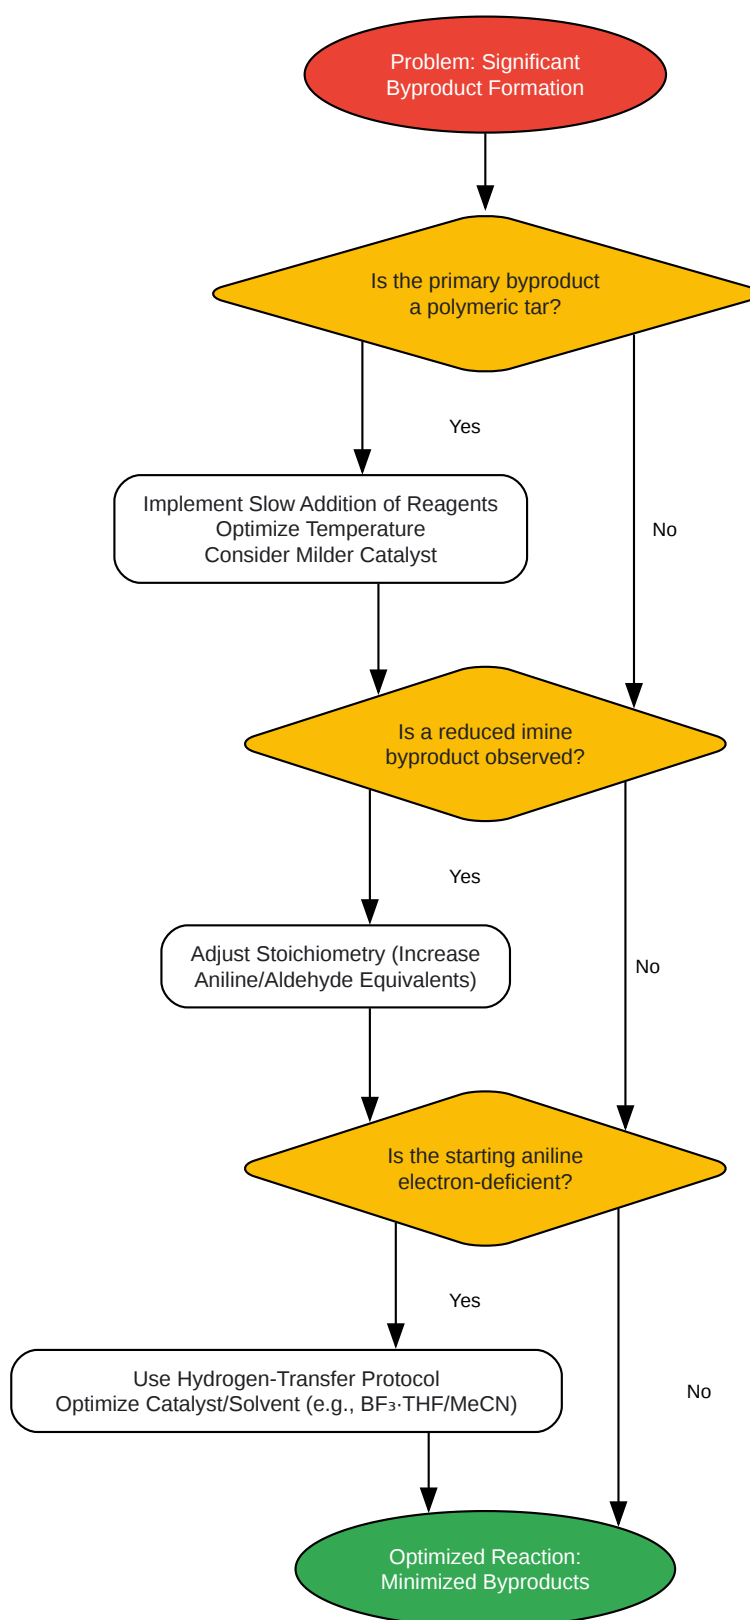 Problem: Significant
Byproduct Formation
Is the primary byproduct
a polymeric tar?
Yes
Implement Slow Addition of Reagents
Optimize Temperature
Consider Milder Catalyst
No
Is a reduced imine
byproduct observed?
Yes
Adjust Stoichiometry (Increase
Aniline/Aldehyde Equivalents)
No
Is the starting aniline
electron-deficient?
Yes
Use Hydrogen-Transfer Protocol
Optimize Catalyst/Solvent (e.g., BF₃·THF/MeCN)
No
Optimized Reaction:
Minimized Byproducts